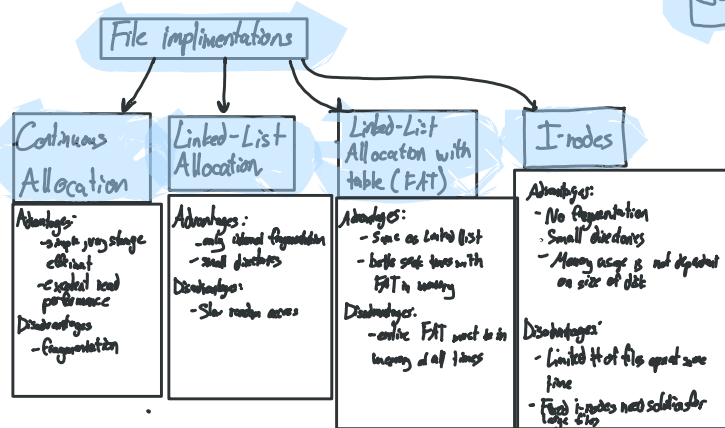 File implimentations
Continuous
Allocation
Advantages:
- simple, very storage
efficient
- excellent read
performance
Disadvantages
- fragmentation
Linked-List
Allocation
Advantages:
- only internal fragmentation
- small directories
Disadvantages:
- Slow random access
Linked-List
Allocation with
table (FAT)
Advantages:
- Same as Linked list
- better seek times with
FAT in memory
Disadvantages:
- entire FAT must be in
memory at all times
I-nodes
Advantages:
- No fragmentation
- Small directories
- Memory usage is not dependent
on size of disk
Disadvantages:
- Limited # of files open at same
time
- Fixed i-nodes need solutions for
large files